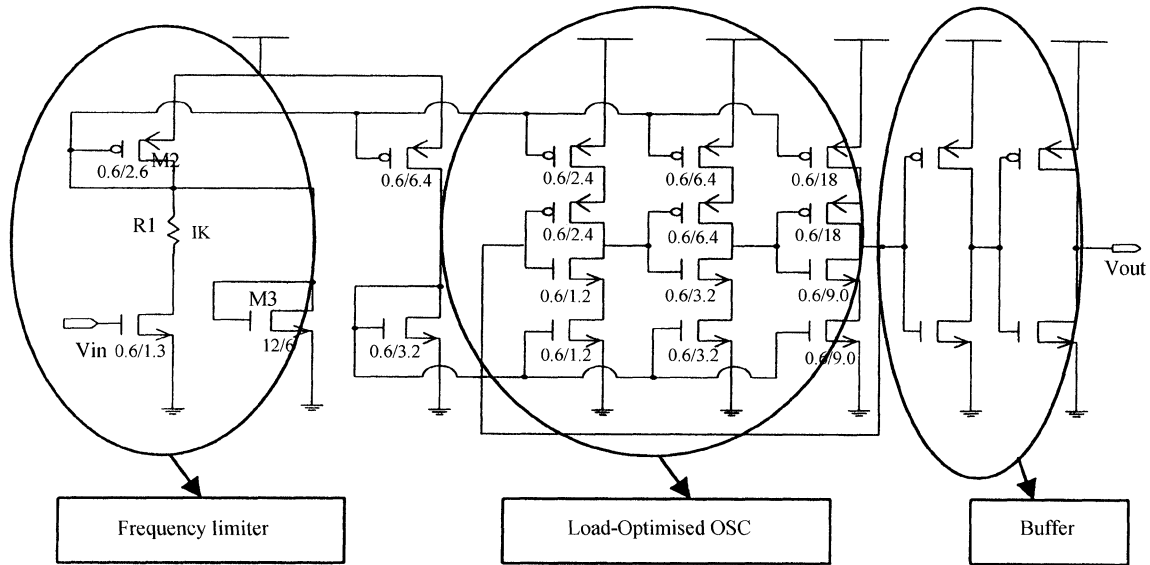 M2
0.6/2.6
0.6/6.4
0.6/2.4
0.6/6.4
0.6/18
R1
IK
0.6/2.4
0.6/6.4
0.6/18
Vout
M3
0.6/1.2
0.6/3.2
0.6/9.0
Vin
0.6/1.3
12/6
0.6/3.2
0.6/1.2
0.6/3.2
0.6/9.0
Frequency limiter
Load-Optimised OSC
Buffer